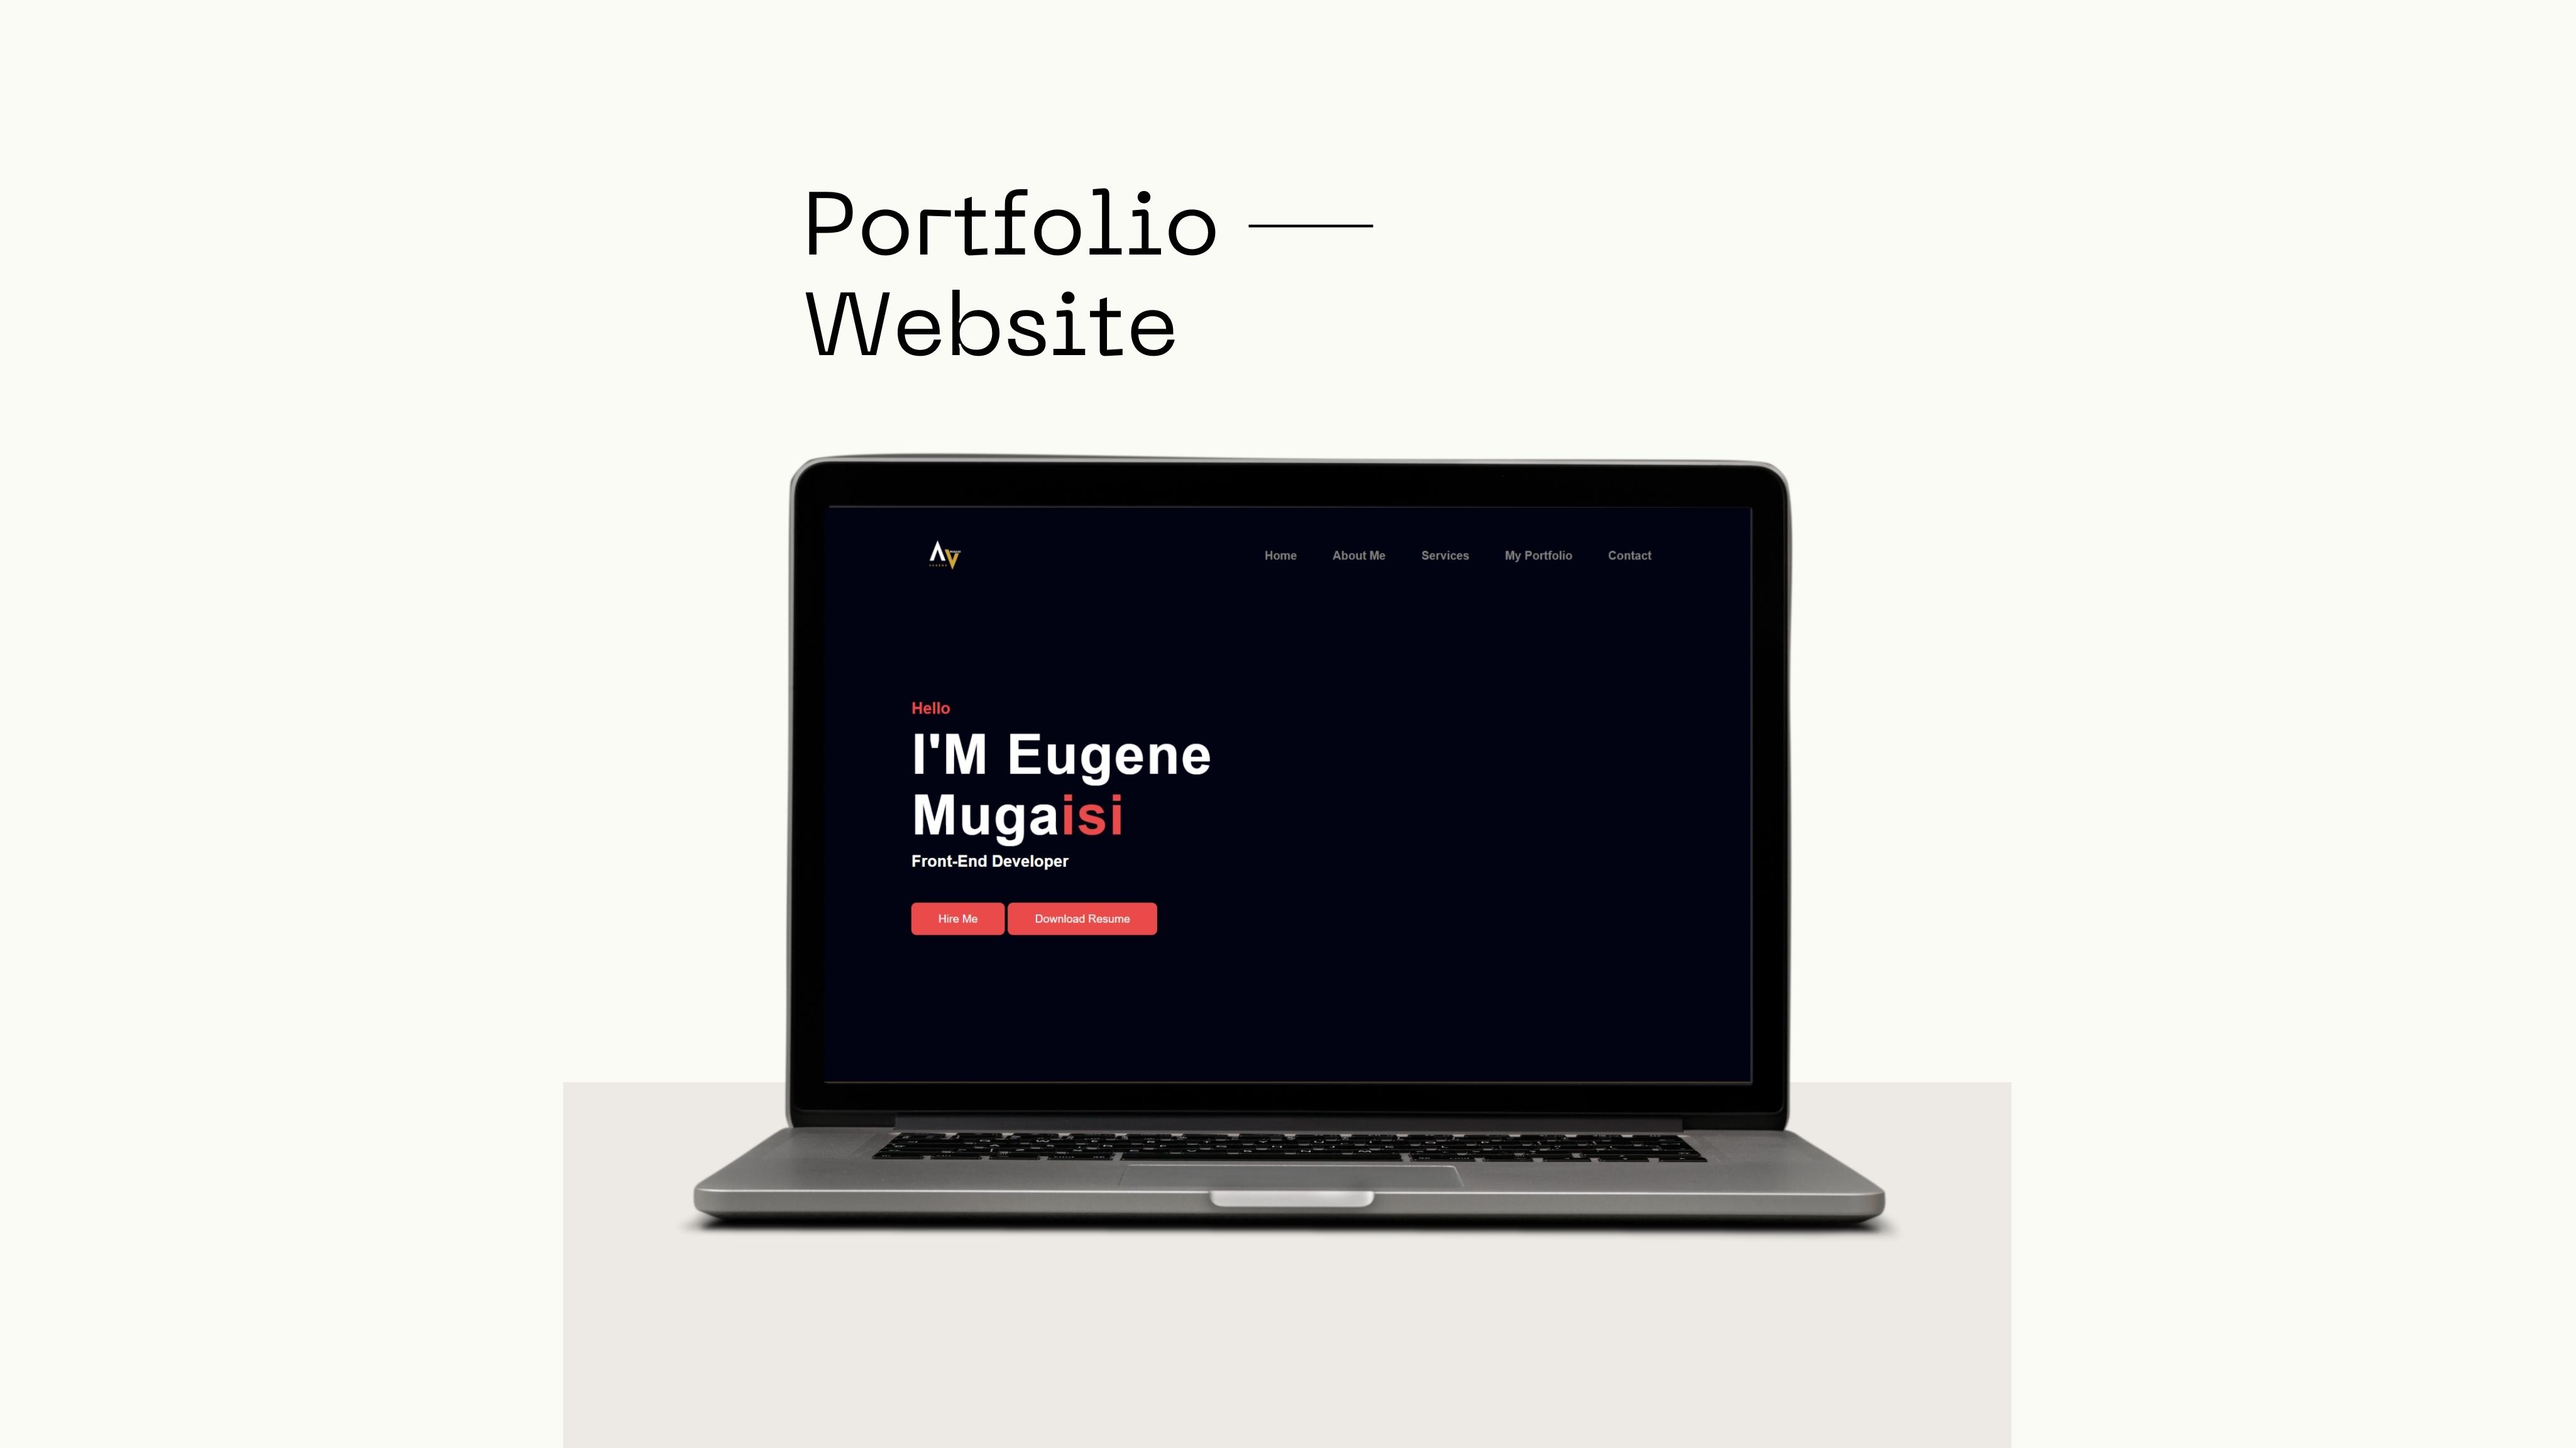 Portfolio
Website
Home About Me Services My Portfolio Contact
Hello
I'M Eugene
Mugaisi
Front-End Developer
Hire Me Download Resume